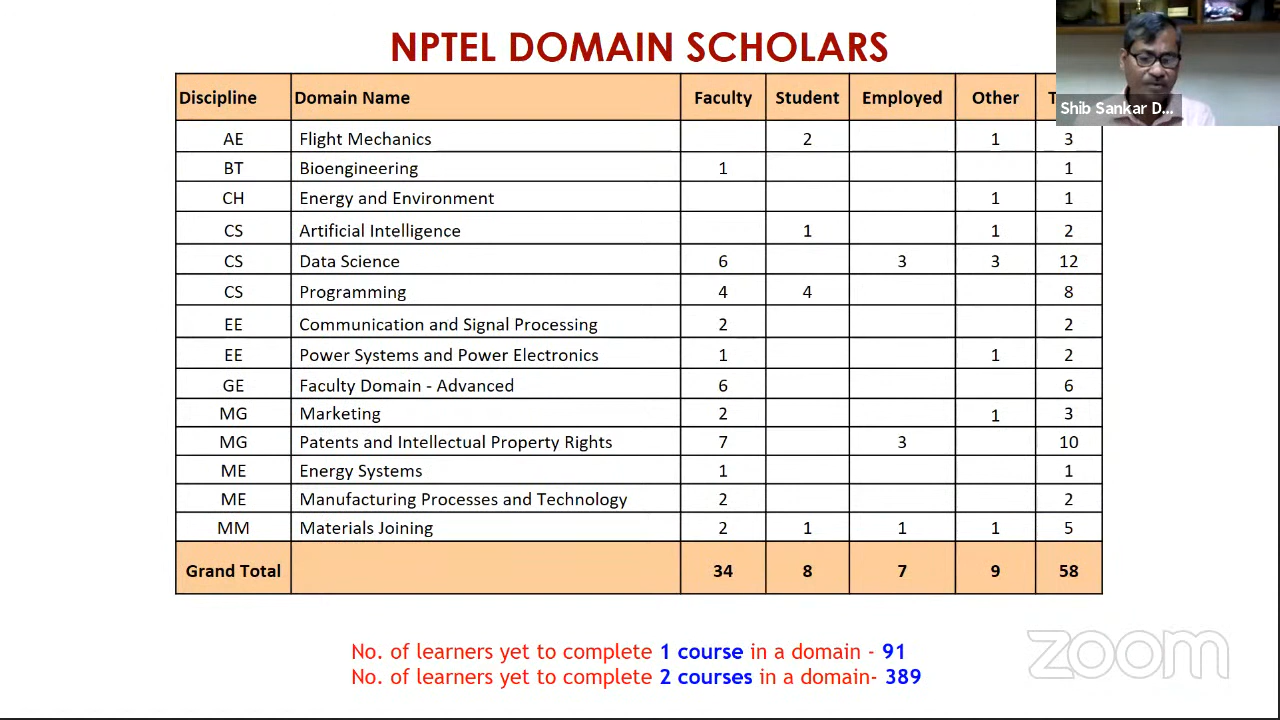 NPTEL DOMAIN SCHOLARS
Discipline Domain Name Faculty Student Employed Other
AE Flight Mechanics 2 1 3
BT Bioengineering 1 1
CH Energy and Environment 1 1
CS Artificial Intelligence 1 1 2
CS Data Science 6 3 3 12
CS Programming 4 4 8
EE Communication and Signal Processing 2 2
EE Power Systems and Power Electronics 1 1 2
GE Faculty Domain - Advanced 6 6
MG Marketing 2 1 3
MG Patents and Intellectual Property Rights 7 3 10
ME Energy Systems 1 1
ME Manufacturing Processes and Technology 2 2
MM Materials Joining 2 1 1 1 5
Grand Total 34 8 7 9 58
No. of learners yet to complete 1 course in a domain - 91
No. of learners yet to complete 2 courses in a domain- 389
Shib Sankar D...
zoom